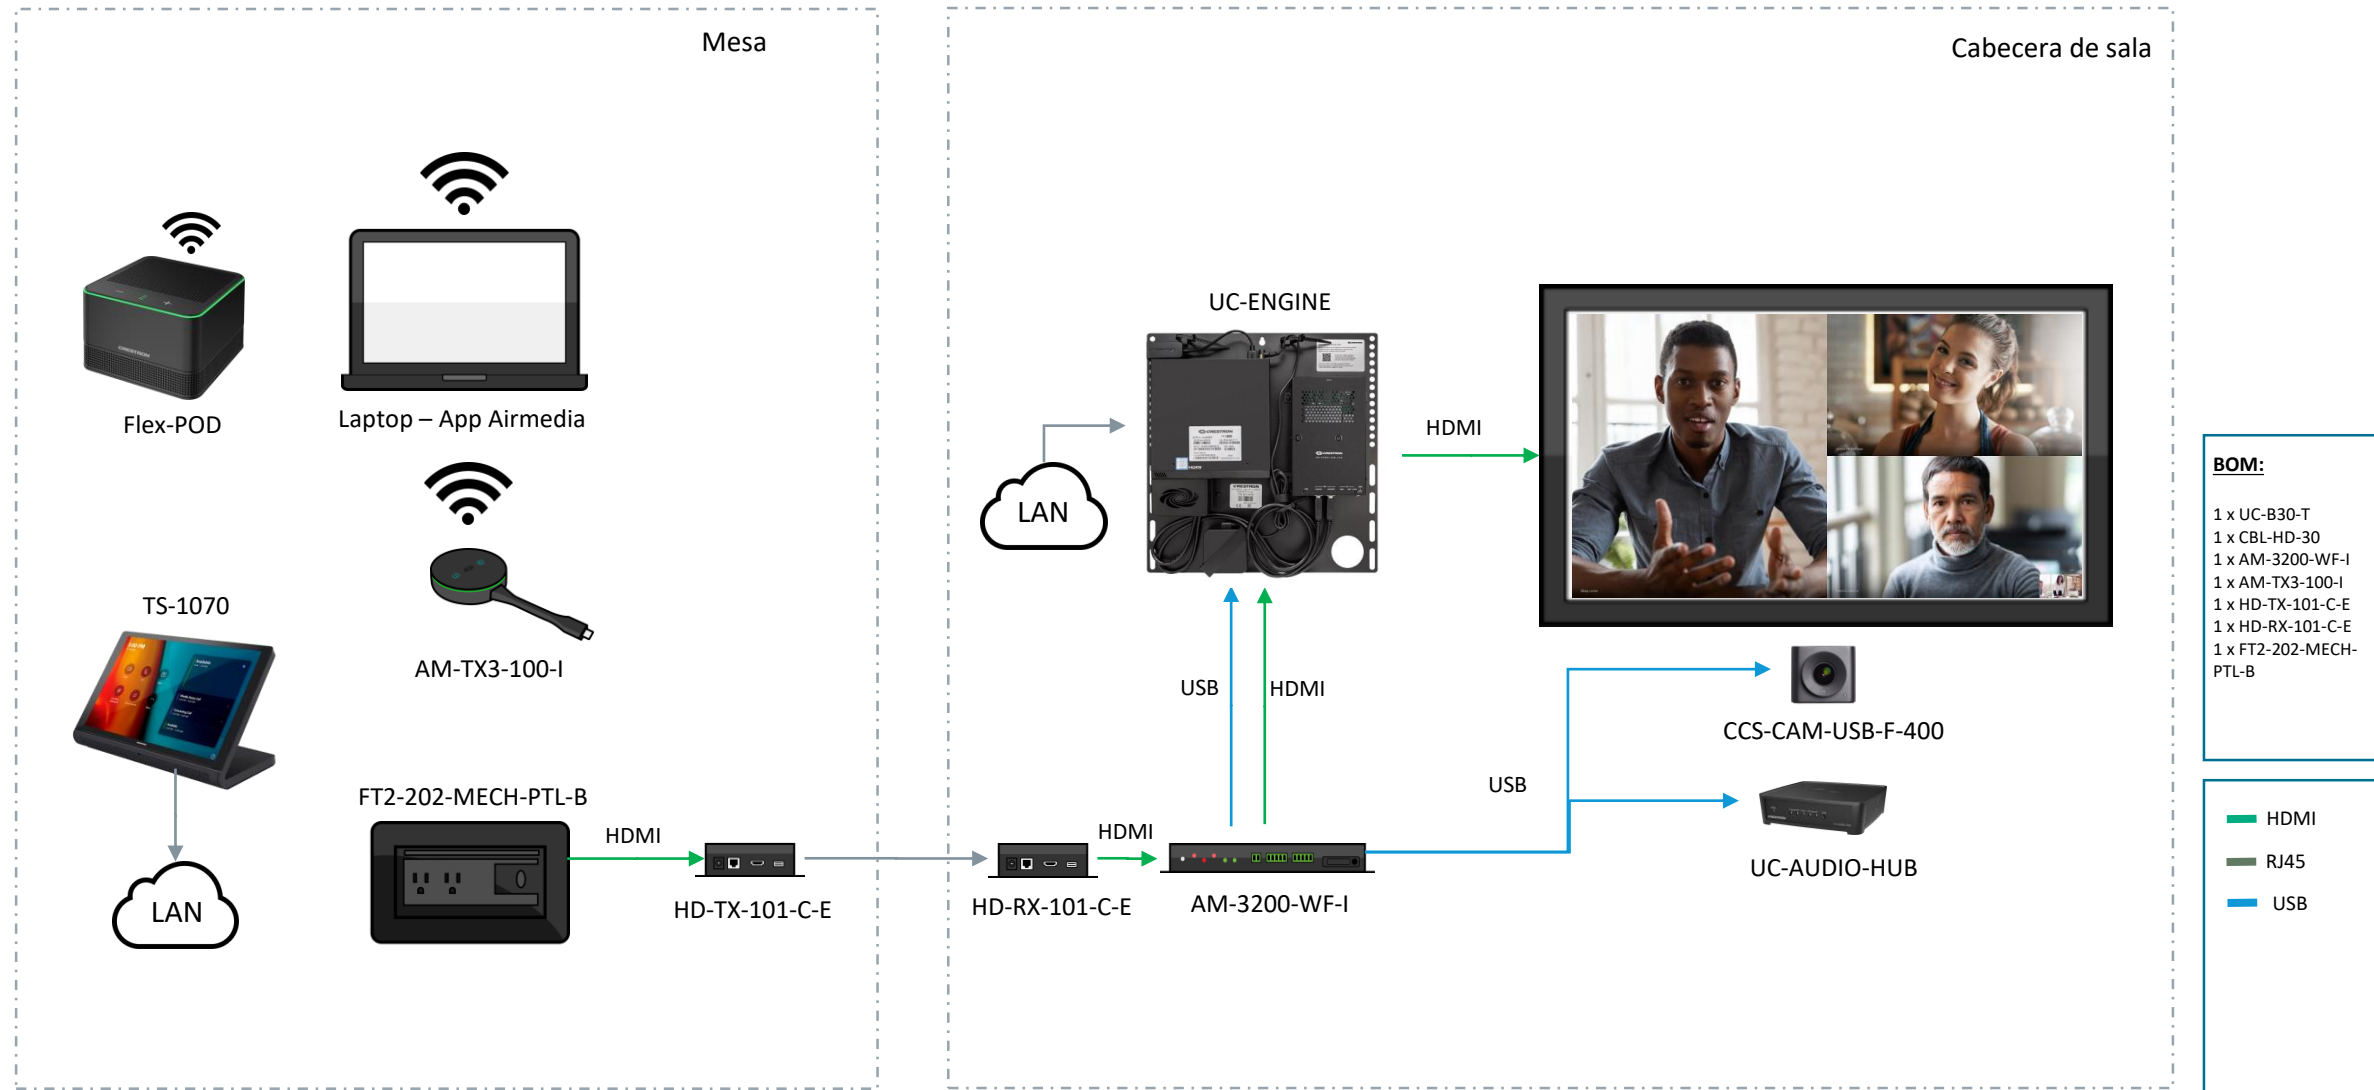 Mesa
Cabecera de sala
Flex-POD
Laptop – App Airmedia
TS-1070
AM-TX3-100-I
LAN
FT2-202-MECH-PTL-B
HDMI
HD-TX-101-C-E
UC-ENGINE
CRESTRON
LAN
HDMI
USB
HDMI
HDMI
HD-RX-101-C-E
AM-3200-WF-I
USB
CCS-CAM-USB-F-400
UC-AUDIO-HUB
BOM:
1 x UC-B30-T
1 x CBL-HD-30
1 x AM-3200-WF-I
1 x AM-TX3-100-I
1 x HD-TX-101-C-E
1 x HD-RX-101-C-E
1 x FT2-202-MECH-
PTL-B
HDMI
RJ45
USB